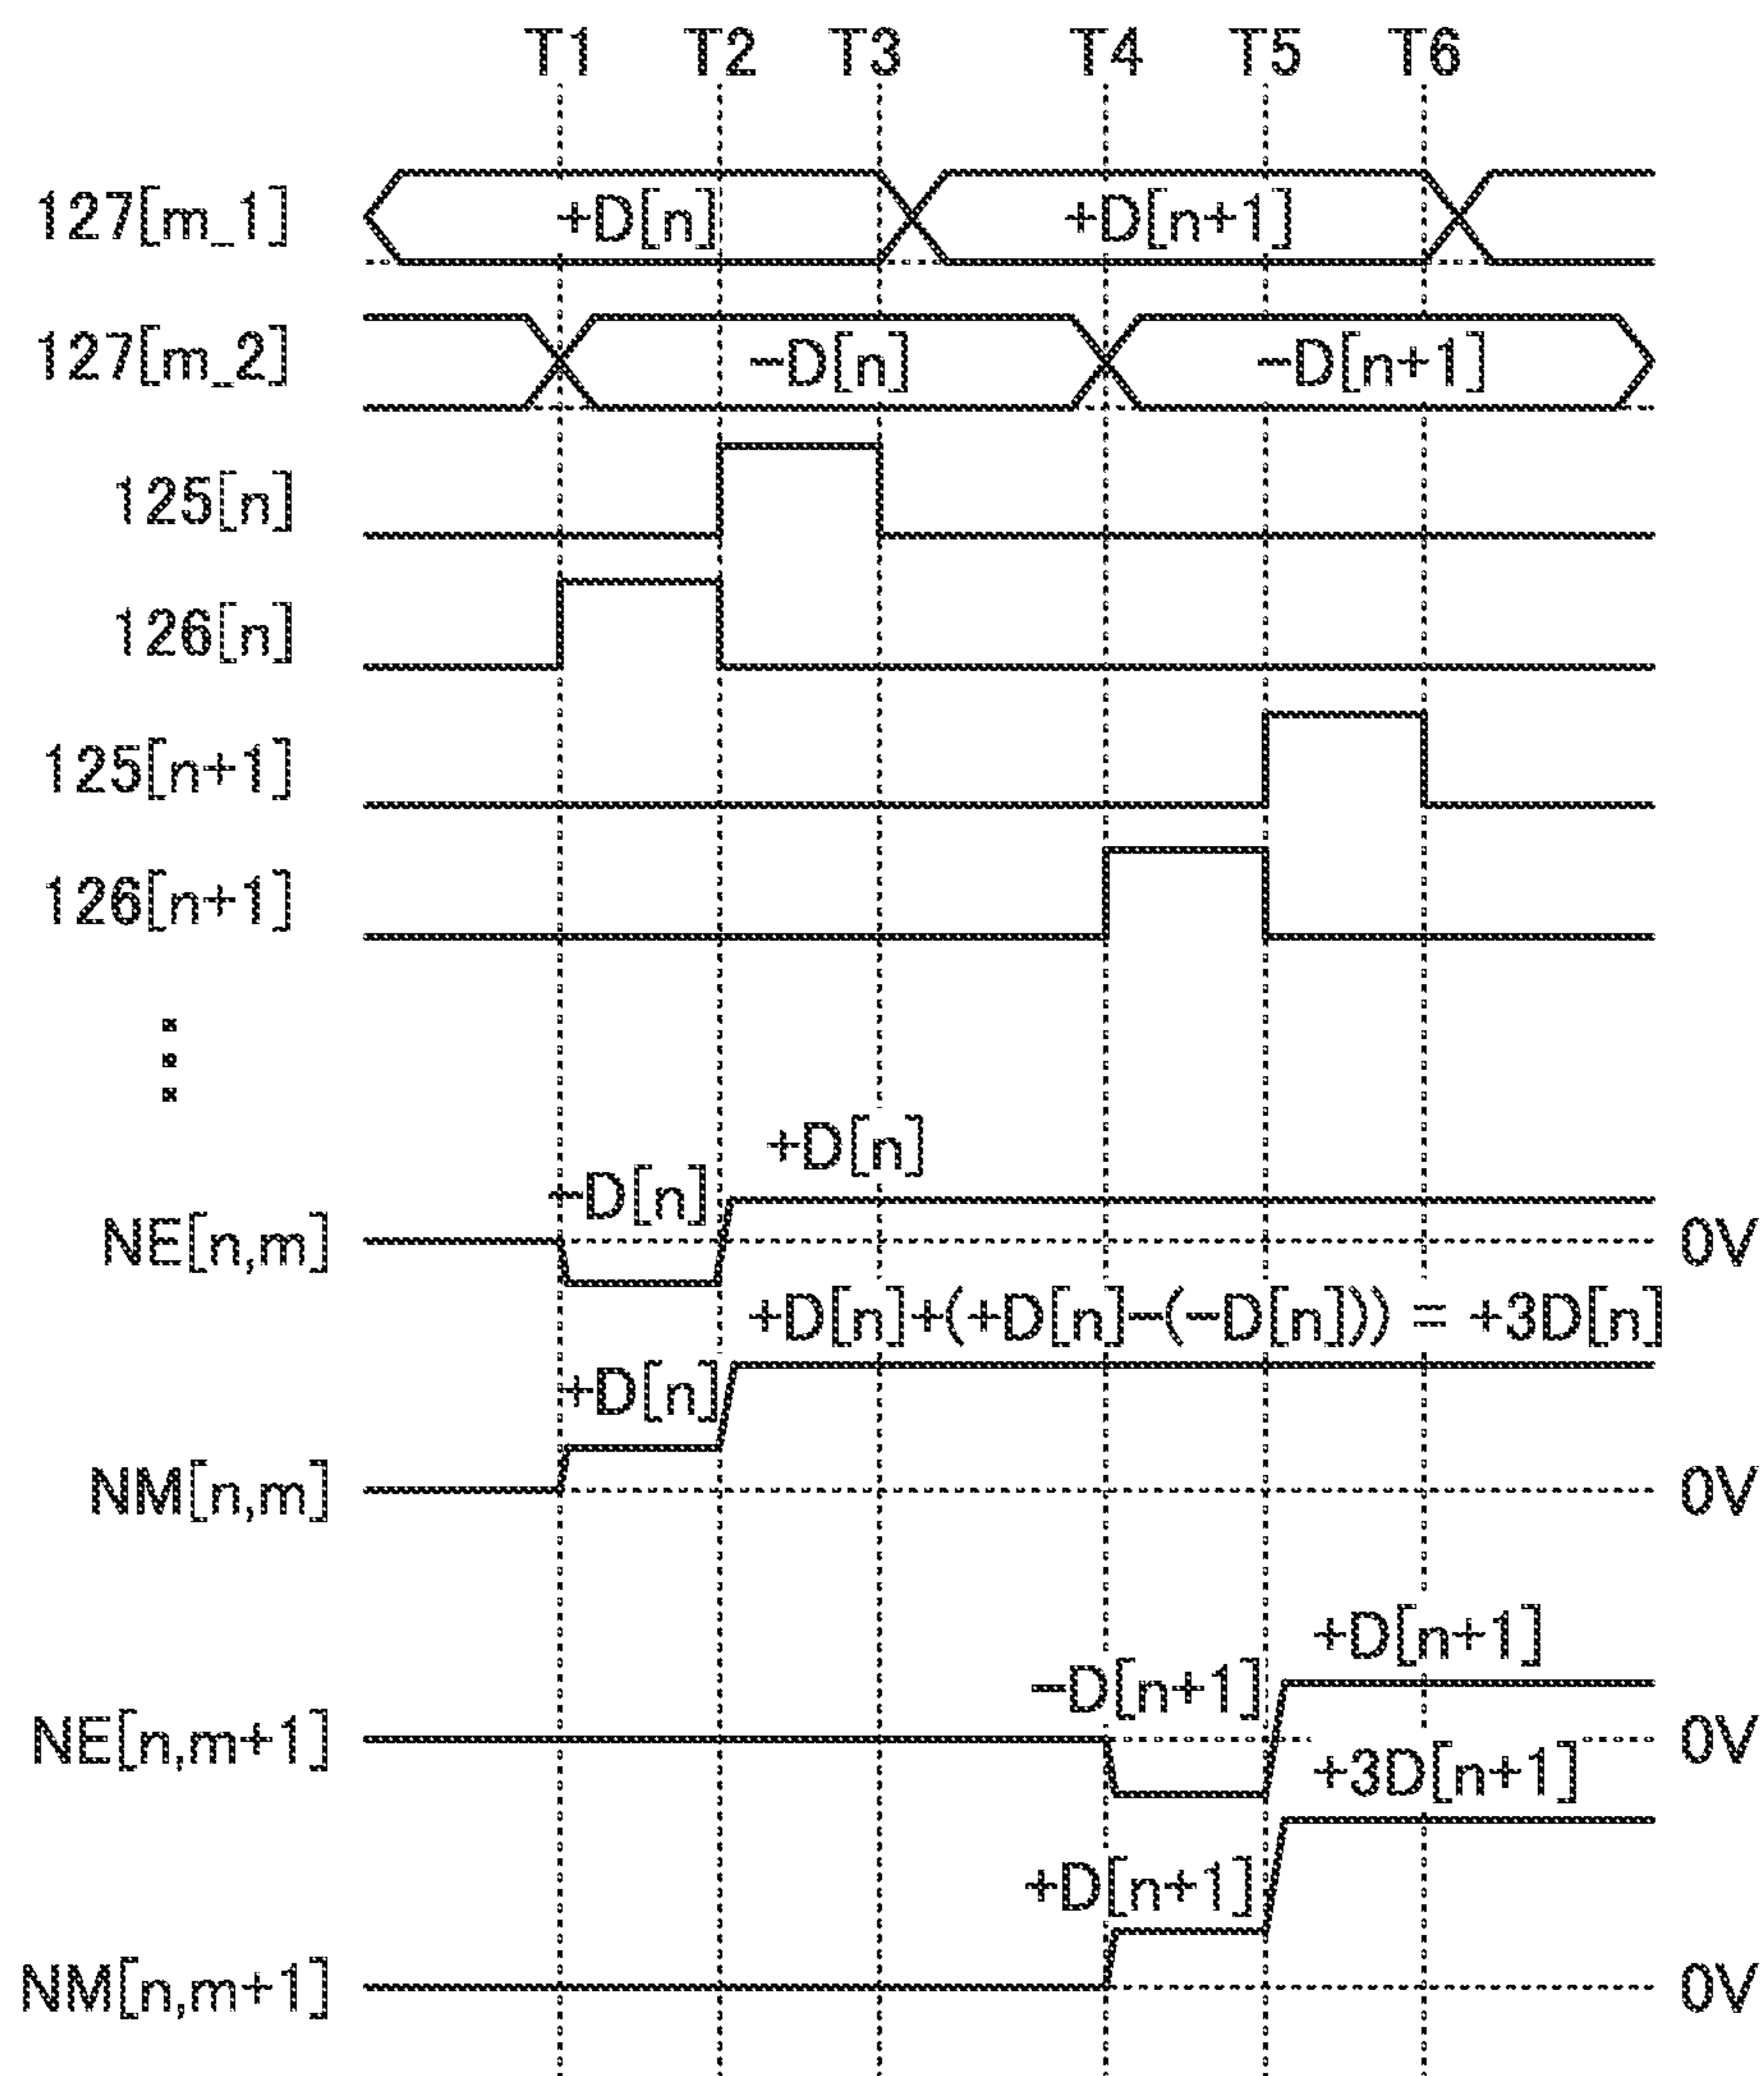 T1 T2 T3 T4 T5 T6
127[m_1] +D[n] +D[n+1]
127[m_2] −D[n] −D[n+1]
125[n]
126[n]
125[n+1]
126[n+1]
+D[n]
−D[n]
NE[n,m] 0V
+D[n]+(+D[n]−(−D[n])) = +3D[n]
+D[n]
NM[n,m] 0V
+D[n+1]
−D[n+1]
NE[n,m+1] 0V
+3D[n+1]
+D[n+1]
NM[n,m+1] 0V